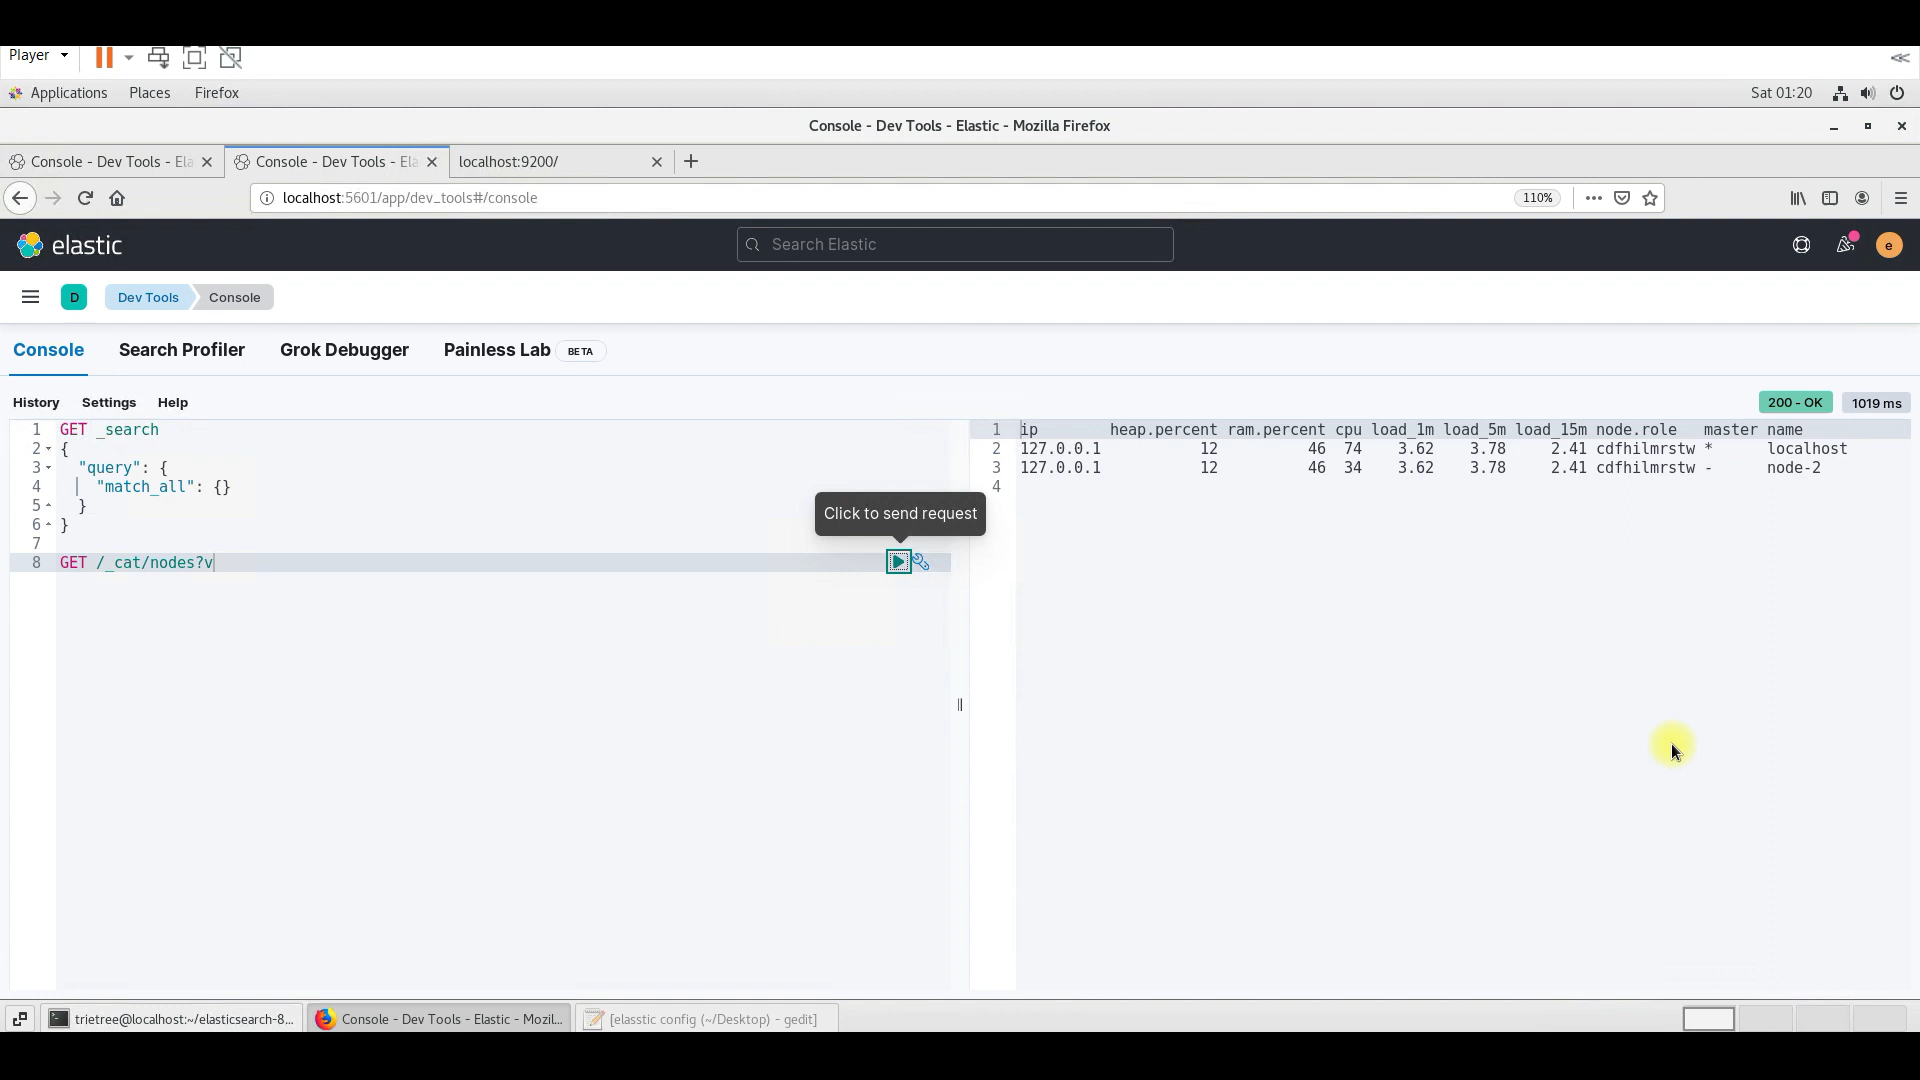 Player
Applications Places Firefox Sat 01:20
Console - Dev Tools - Elastic - Mozilla Firefox
Console - Dev Tools - Ela Console - Dev Tools - Ela localhost:9200/
localhost:5601/app/dev_tools#/console 110%
elastic Search Elastic e
D Dev Tools Console
Console Search Profiler Grok Debugger Painless Lab BETA
History Settings Help 200 - OK 1019 ms
1 GET _search
2 {
3 "query": {
4 "match_all": {}
5 }
6 }
7
8 GET /_cat/nodes?v
Click to send request
1 ip heap.percent ram.percent cpu load_1m load_5m load_15m node.role master name
2 127.0.0.1 12 46 74 3.62 3.78 2.41 cdfhilmrstw * localhost
3 127.0.0.1 12 46 34 3.62 3.78 2.41 cdfhilmrstw - node-2
4
trietree@localhost:~/elasticsearch-8... Console - Dev Tools - Elastic - Mozil... [elasstic config (~/Desktop) - gedit]